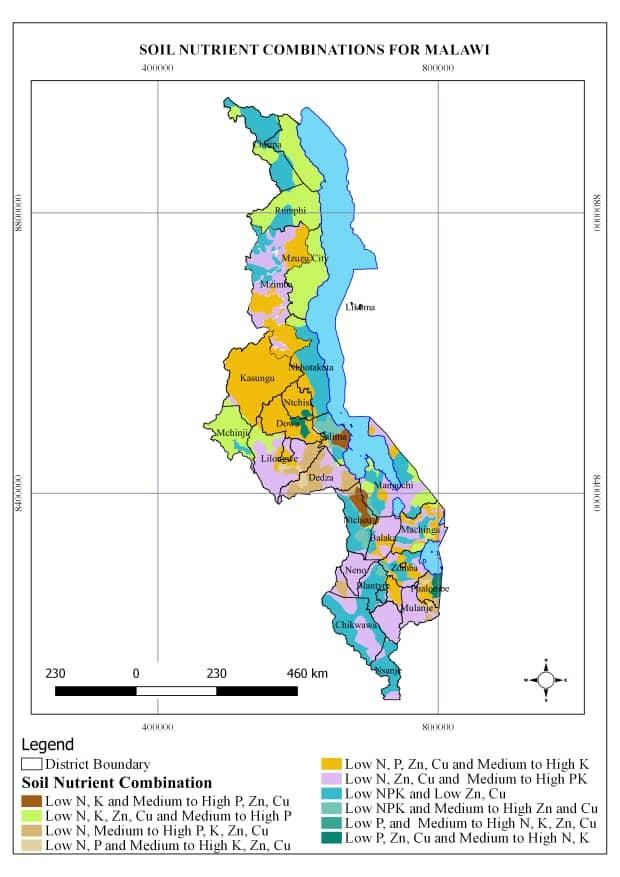 SOIL NUTRIENT COMBINATIONS FOR MALAWI
400000 800000
Chitipa
8800000 8800000
Rumphi
Mzuzu City
Mzimba
Likoma
Nkhotakota
Kasungu
Ntchisi
Dowa
Mchinji
Salima
Lilongwe
Dedza
Mangochi
8400000 8400000
Ntcheu
Machinga
Balaka
Neno
Zomba
Blantyre
Phalombe
Mulanje
Chikwawa
Nsanje
230 0 230 460 km
400000 800000
Legend
District Boundary
Soil Nutrient Combination
Low N, K and Medium to High P, Zn, Cu
Low N, K, Zn, Cu and Medium to High P
Low N, Medium to High P, K, Zn, Cu
Low N, P and Medium to High K, Zn, Cu
Low N, P, Zn, Cu and Medium to High K
Low N, Zn, Cu and Medium to High PK
Low NPK and Low Zn, Cu
Low NPK and Medium to High Zn and Cu
Low P, and Medium to High N, K, Zn, Cu
Low P, Zn, Cu and Medium to High N, K